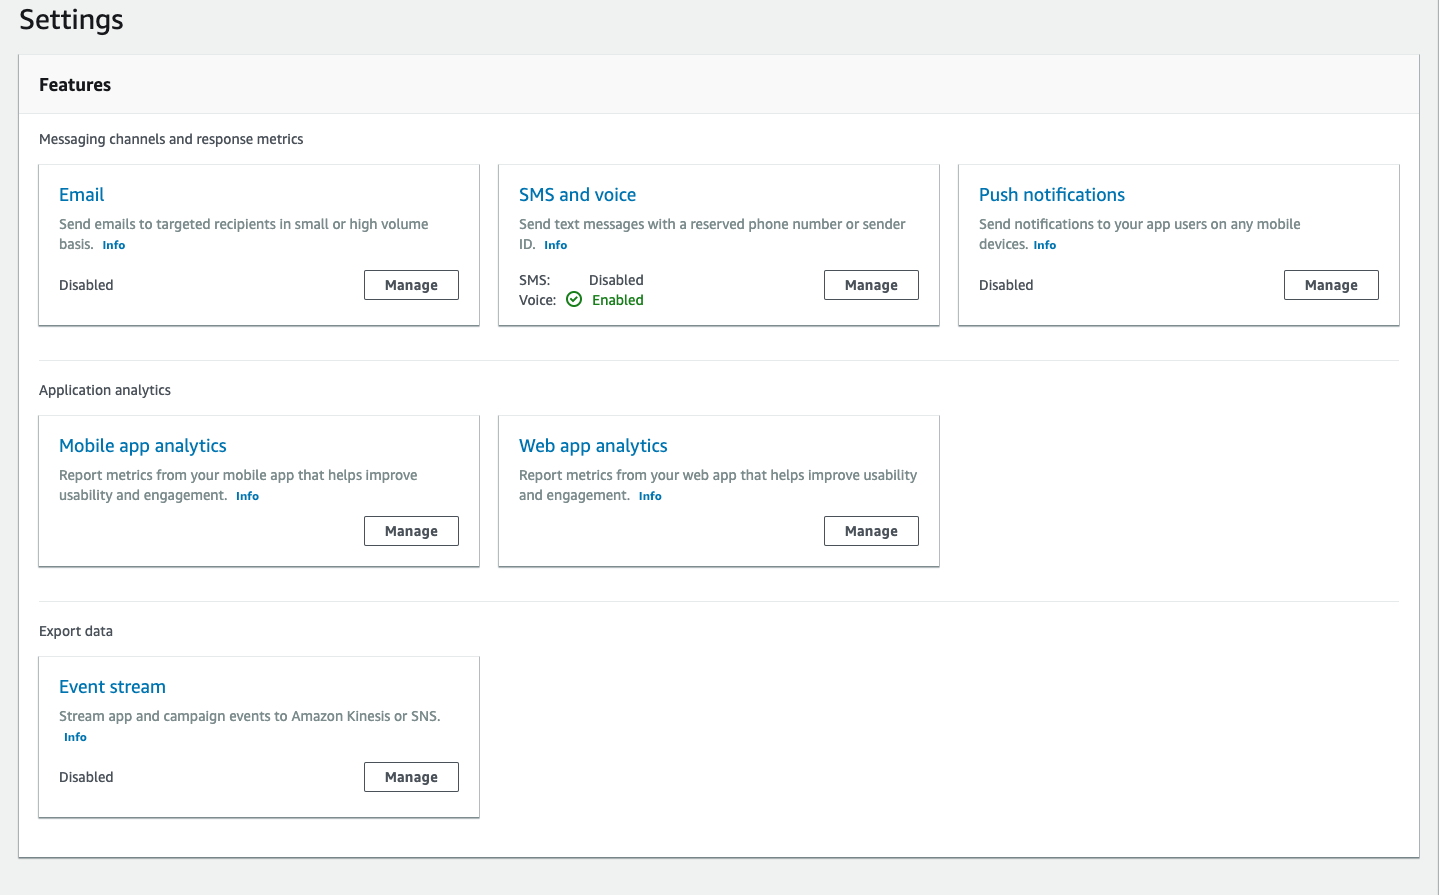 Settings
Features
Messaging channels and response metrics
Email
Send emails to targeted recipients in small or high volume
basis. Info
Disabled
Manage
SMS and voice
Send text messages with a reserved phone number or sender
ID. Info
SMS: Disabled
Voice: Enabled
Manage
Push notifications
Send notifications to your app users on any mobile
devices. Info
Disabled
Manage
Application analytics
Mobile app analytics
Report metrics from your mobile app that helps improve
usability and engagement. Info
Manage
Web app analytics
Report metrics from your web app that helps improve usability
and engagement. Info
Manage
Export data
Event stream
Stream app and campaign events to Amazon Kinesis or SNS.
Info
Disabled
Manage